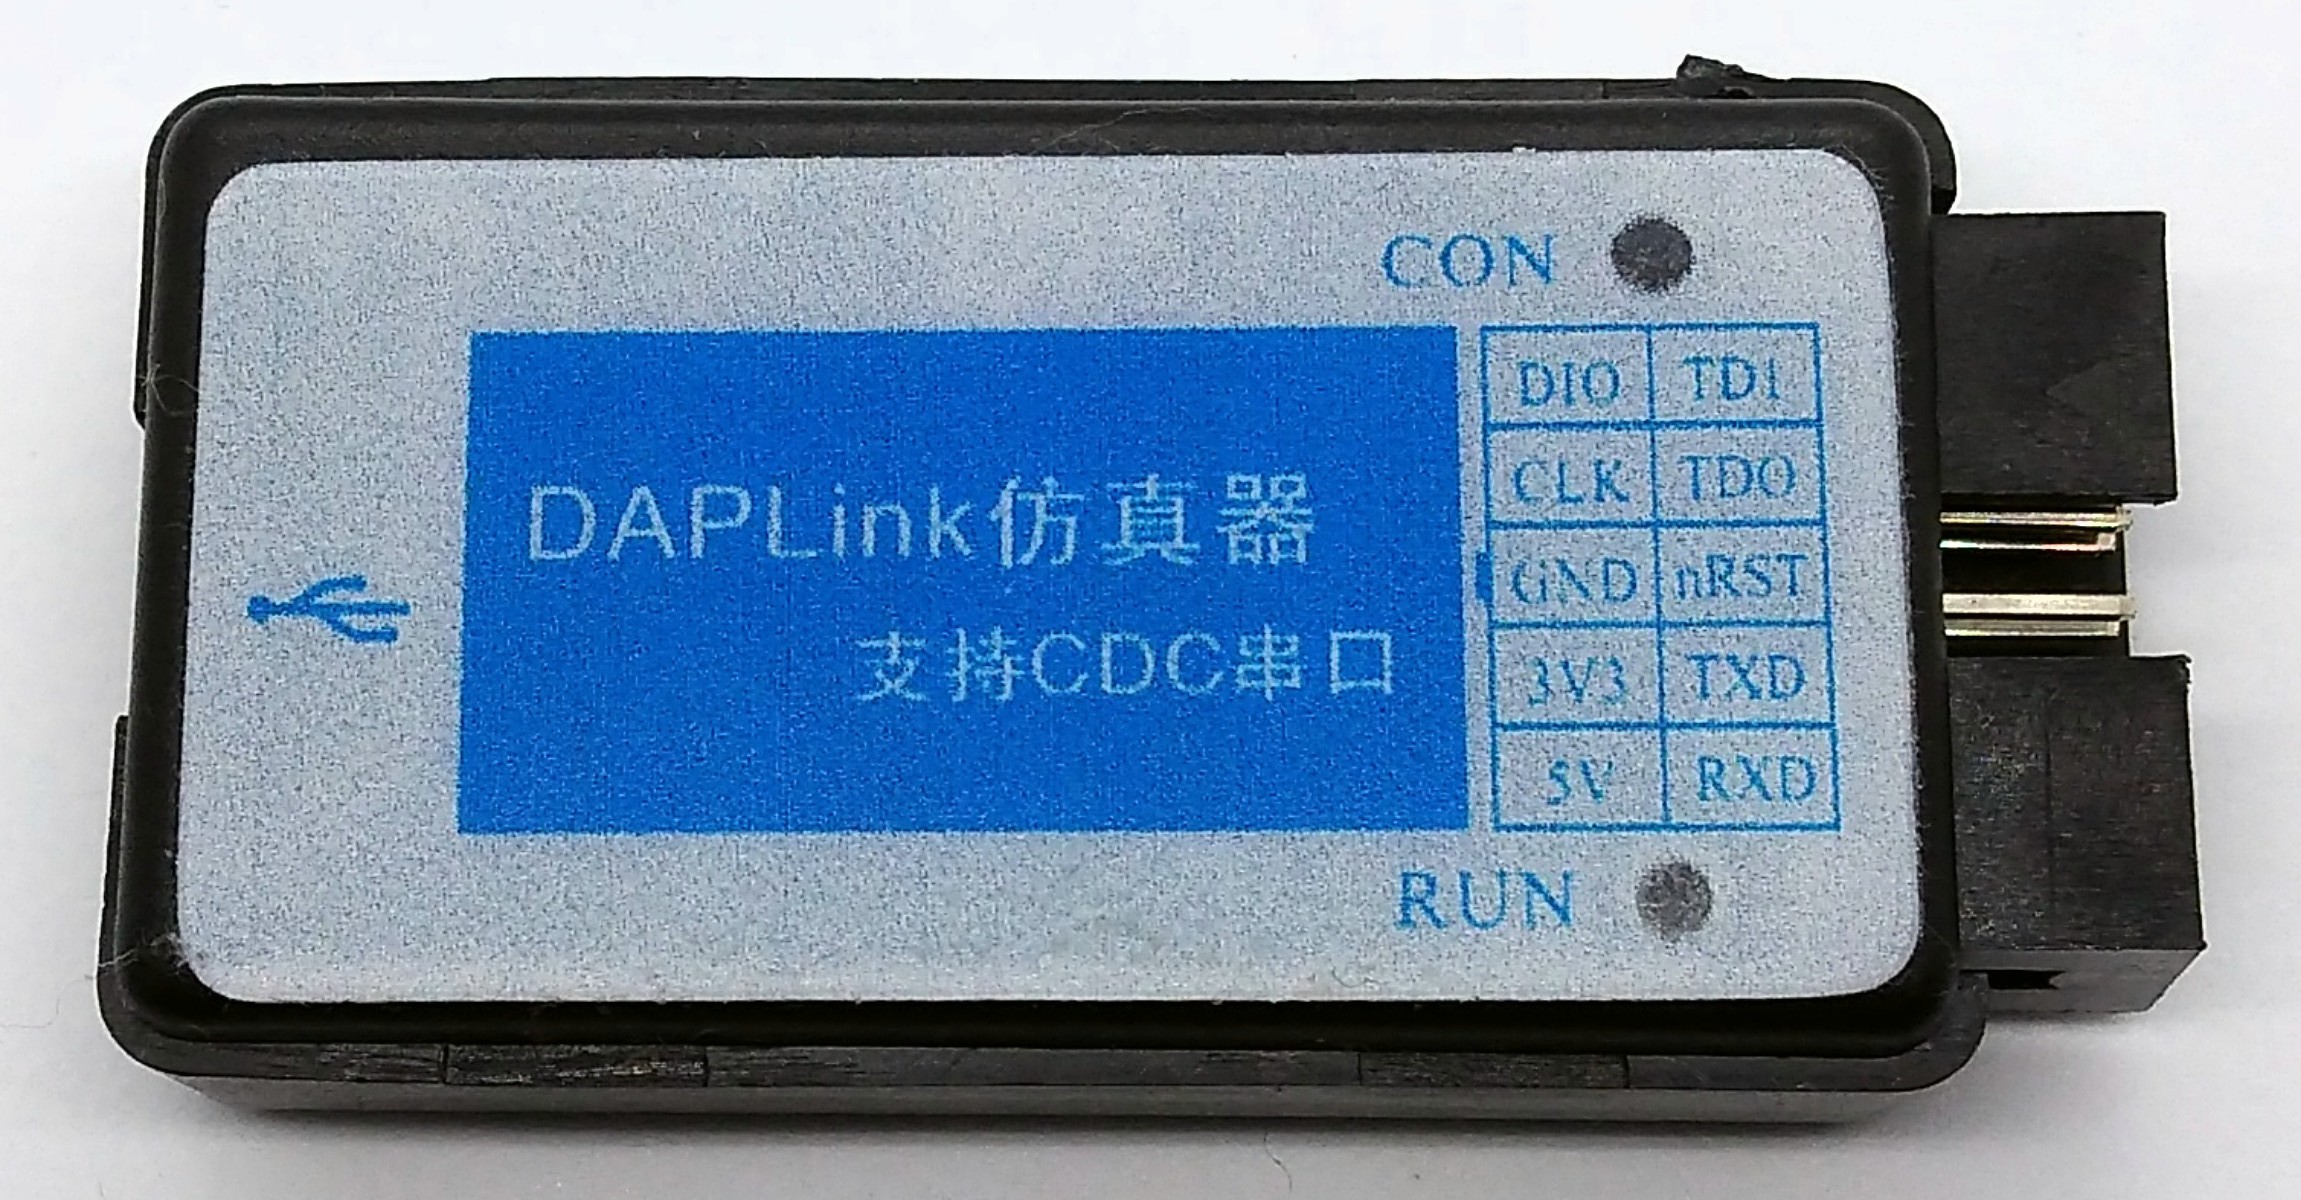 CON
DIO TDI
CLK TDO
DAPLink仿真器
GND nRST
支持CDC串口
3V3 TXD
5V RXD
RUN